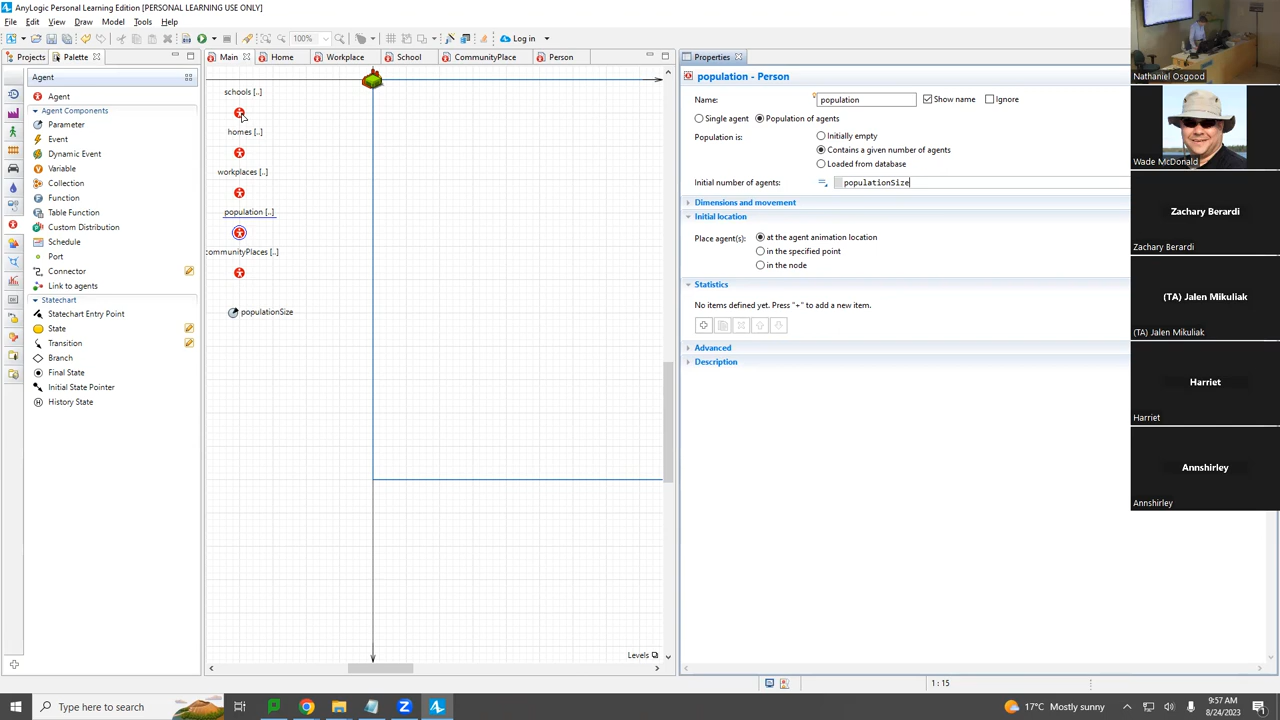 AnyLogic Personal Learning Edition [PERSONAL LEARNING USE ONLY]
File Edit View Draw Model Tools Help
100% Log in
Projects Palette
Main Home Workplace School CommunityPlace Person
Properties
Agent
Agent
Agent Components
Parameter
Event
Dynamic Event
Variable
Collection
Function
Table Function
Custom Distribution
Schedule
Port
Connector
Link to agents
Statechart
Statechart Entry Point
State
Transition
Branch
Final State
Initial State Pointer
History State
schools [..]
homes [..]
workplaces [..]
population [..]
communityPlaces [..]
populationSize
Levels
population - Person
Name: population Show name Ignore
Single agent Population of agents
Population is: Initially empty
Contains a given number of agents
Loaded from database
Initial number of agents: populationSize
Dimensions and movement
Initial location
Place agent(s): at the agent animation location
in the specified point
in the node
Statistics
No items defined yet. Press "+" to add a new item.
Advanced
Description
1:15
Nathaniel Osgood
Wade McDonald
Zachary Berardi
Zachary Berardi
(TA) Jalen Mikuliak
(TA) Jalen Mikuliak
Harriet
Harriet
Annshirley
Annshirley
Type here to search
17°C Mostly sunny
9:57 AM
8/24/2023